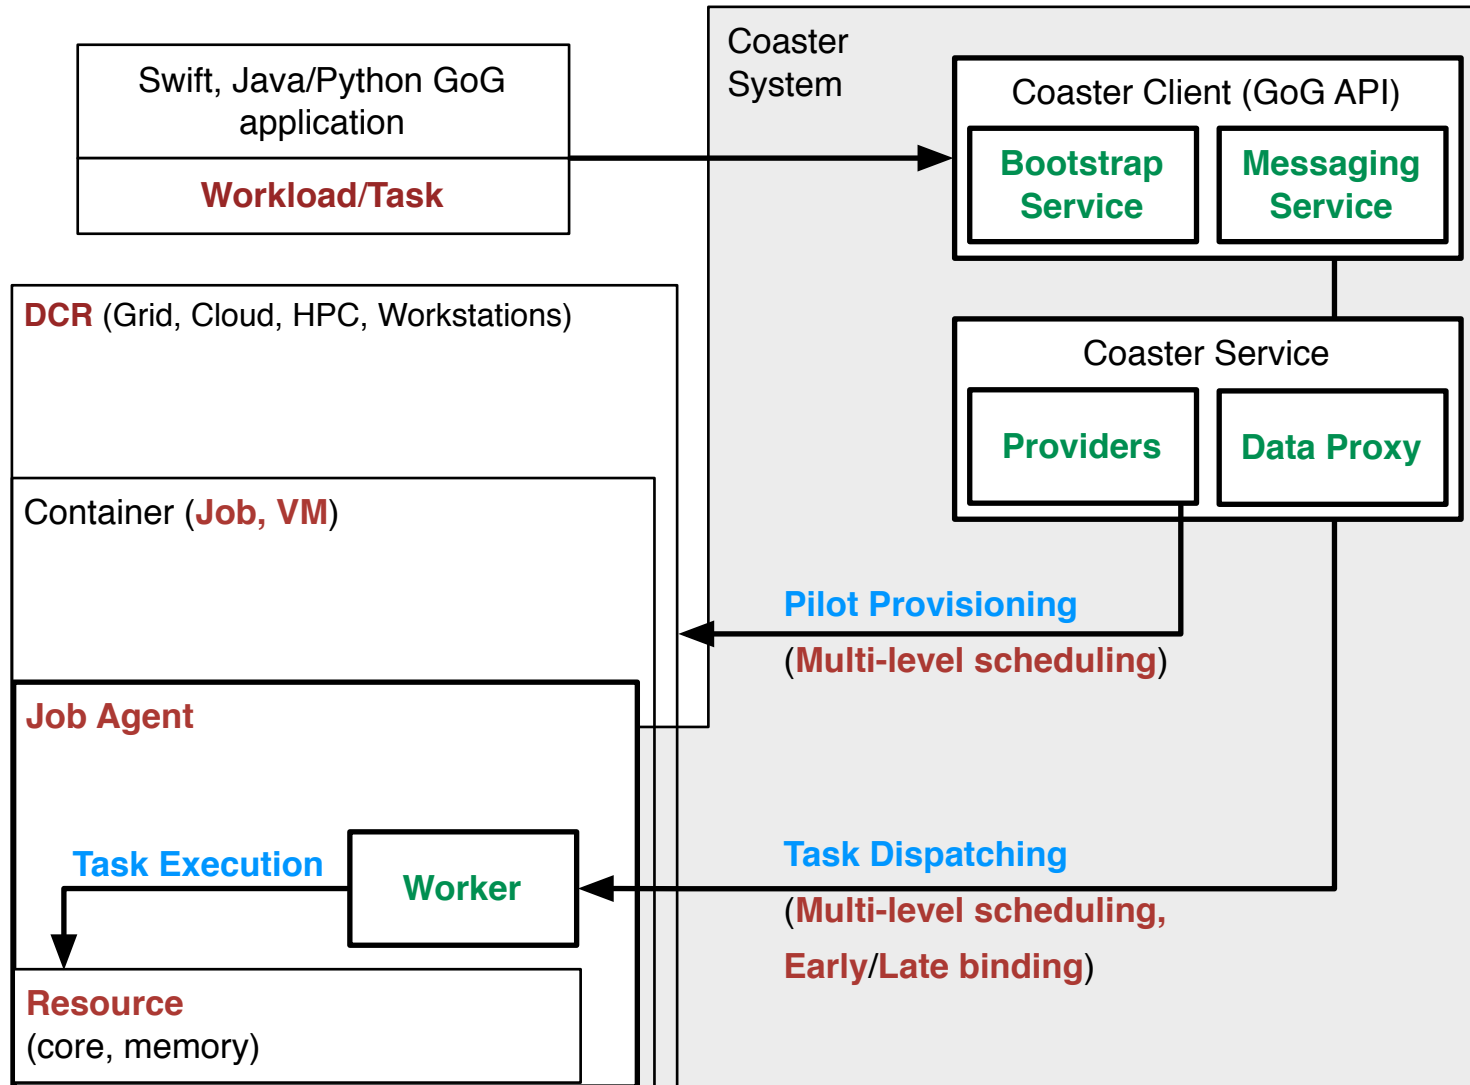 Coaster
System
Swift, Java/Python GoG
application
Workload/Task
Coaster Client (GoG API)
Bootstrap
Service
Messaging
Service
DCR (Grid, Cloud, HPC, Workstations)
Coaster Service
Providers
Data Proxy
Container (Job, VM)
Pilot Provisioning
(Multi-level scheduling)
Job Agent
Task Execution
Worker
Task Dispatching
(Multi-level scheduling,
Early/Late binding)
Resource
(core, memory)